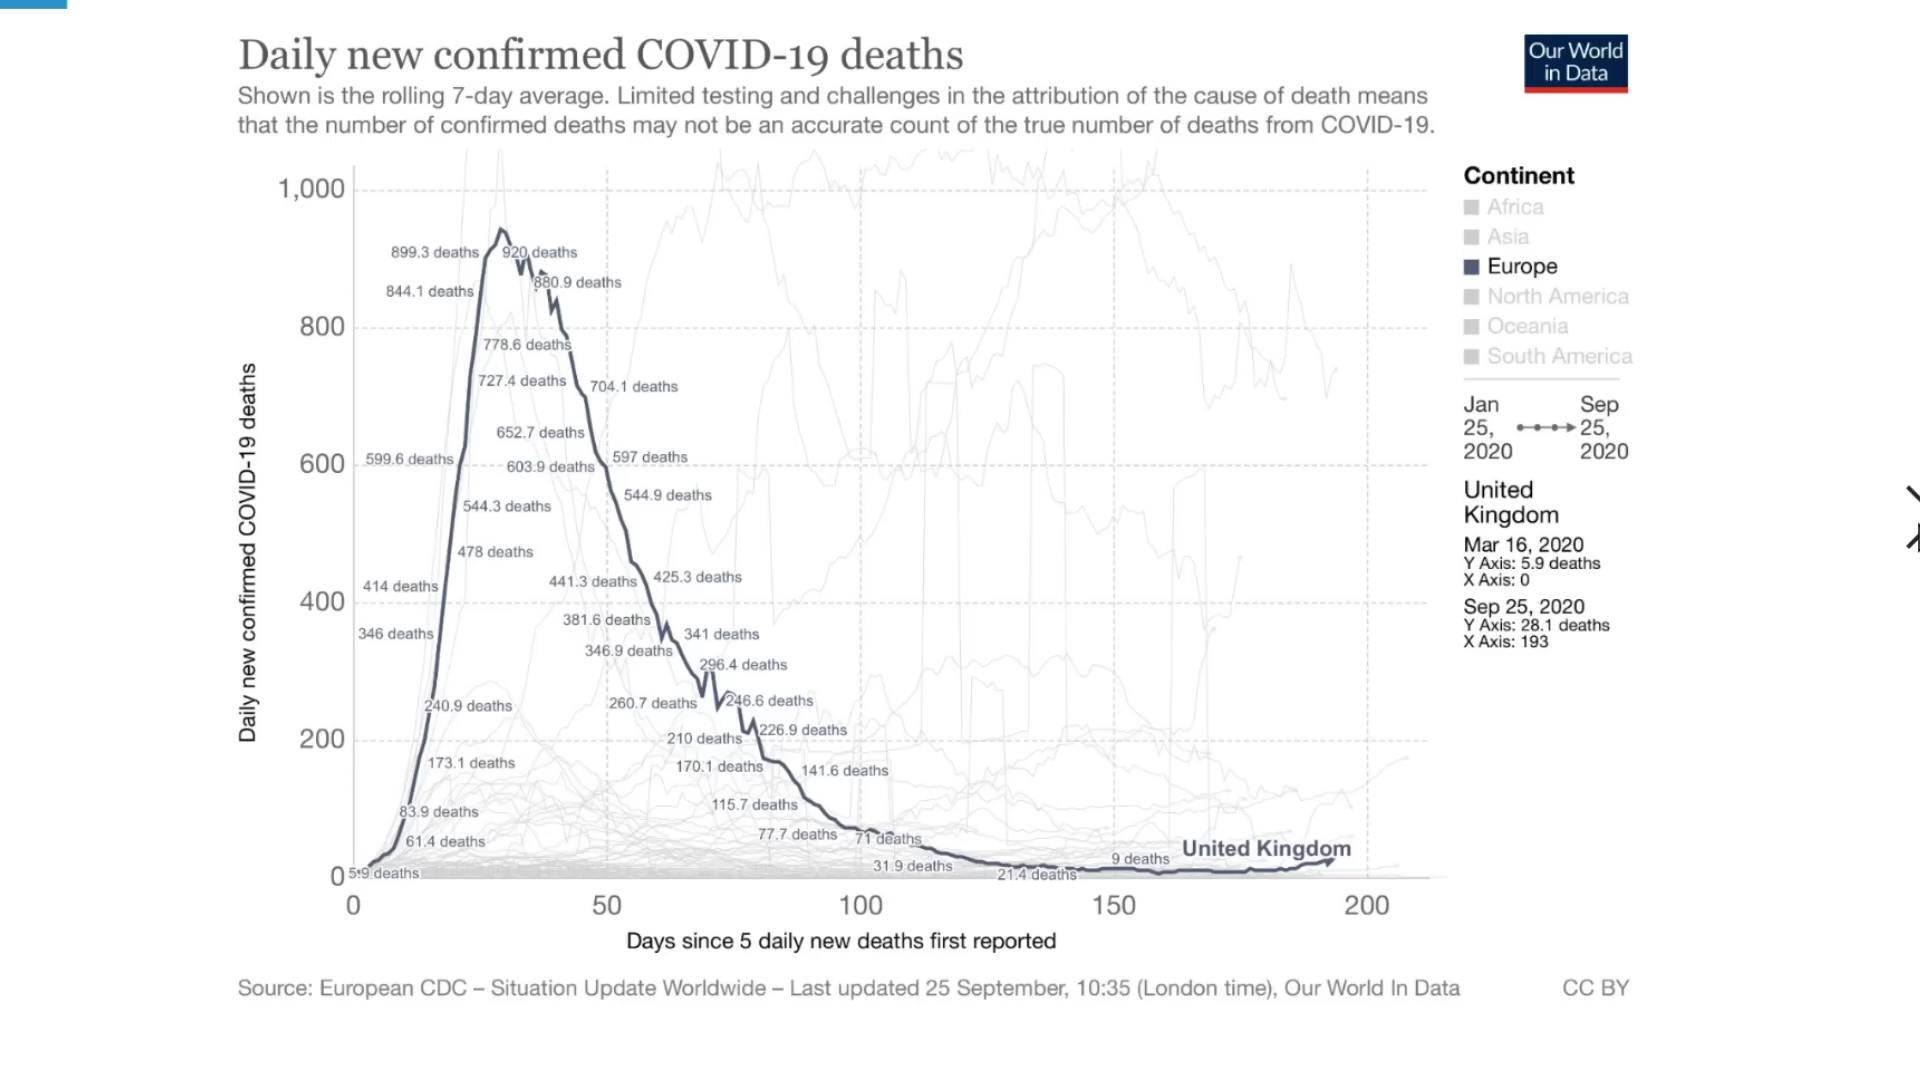 Daily new confirmed COVID-19 deaths
Our World
in Data
Shown is the rolling 7-day average. Limited testing and challenges in the attribution of the cause of death means
that the number of confirmed deaths may not be an accurate count of the true number of deaths from COVID-19.
Daily new confirmed COVID-19 deaths
1,000
800
600
400
200
0
899.3 deaths
920 deaths
844.1 deaths
880.9 deaths
778.6 deaths
727.4 deaths
704.1 deaths
652.7 deaths
599.6 deaths
603.9 deaths
597 deaths
544.3 deaths
544.9 deaths
478 deaths
414 deaths
441.3 deaths
425.3 deaths
346 deaths
381.6 deaths
341 deaths
346.9 deaths
296.4 deaths
240.9 deaths
260.7 deaths
246.6 deaths
210 deaths
226.9 deaths
173.1 deaths
170.1 deaths
141.6 deaths
83.9 deaths
115.7 deaths
61.4 deaths
77.7 deaths
71 deaths
5.9 deaths
31.9 deaths
21.4 deaths
9 deaths
United Kingdom
0
50
100
150
200
Days since 5 daily new deaths first reported
Continent
Africa
Asia
Europe
North America
Oceania
South America
Jan
25,
2020
Sep
25,
2020
United
Kingdom
Mar 16, 2020
Y Axis: 5.9 deaths
X Axis: 0
Sep 25, 2020
Y Axis: 28.1 deaths
X Axis: 193
Source: European CDC – Situation Update Worldwide – Last updated 25 September, 10:35 (London time), Our World In Data
CC BY